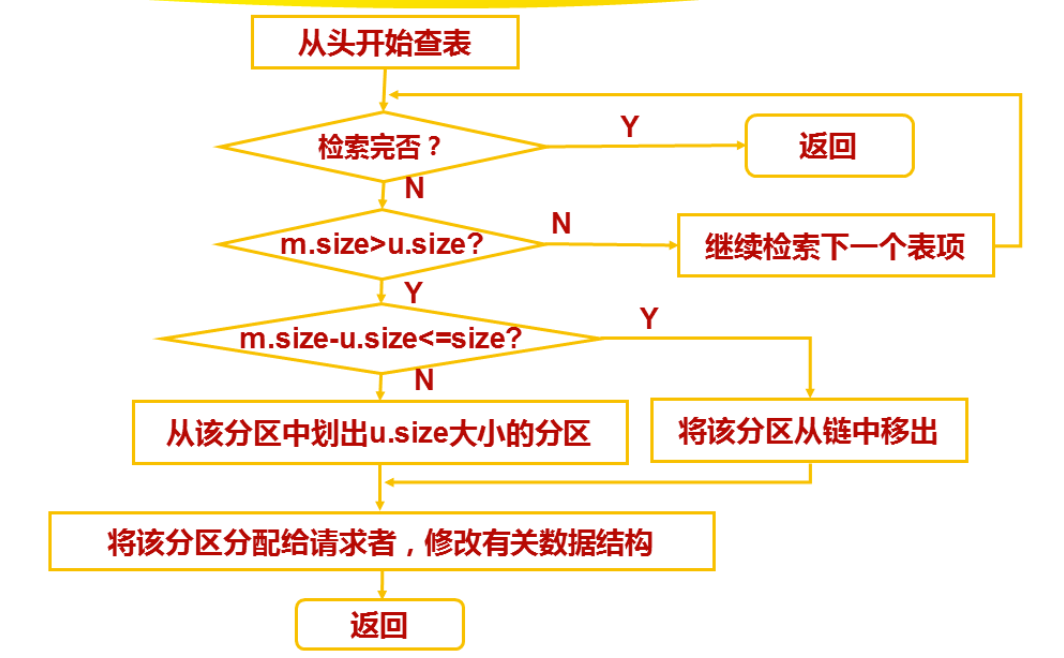 从头开始查表
检索完否？
Y
返回
N
m.size>u.size?
N
继续检索下一个表项
Y
m.size-u.size<=size?
Y
N
从该分区中划出u.size大小的分区
将该分区从链中移出
将该分区分配给请求者，修改有关数据结构
返回